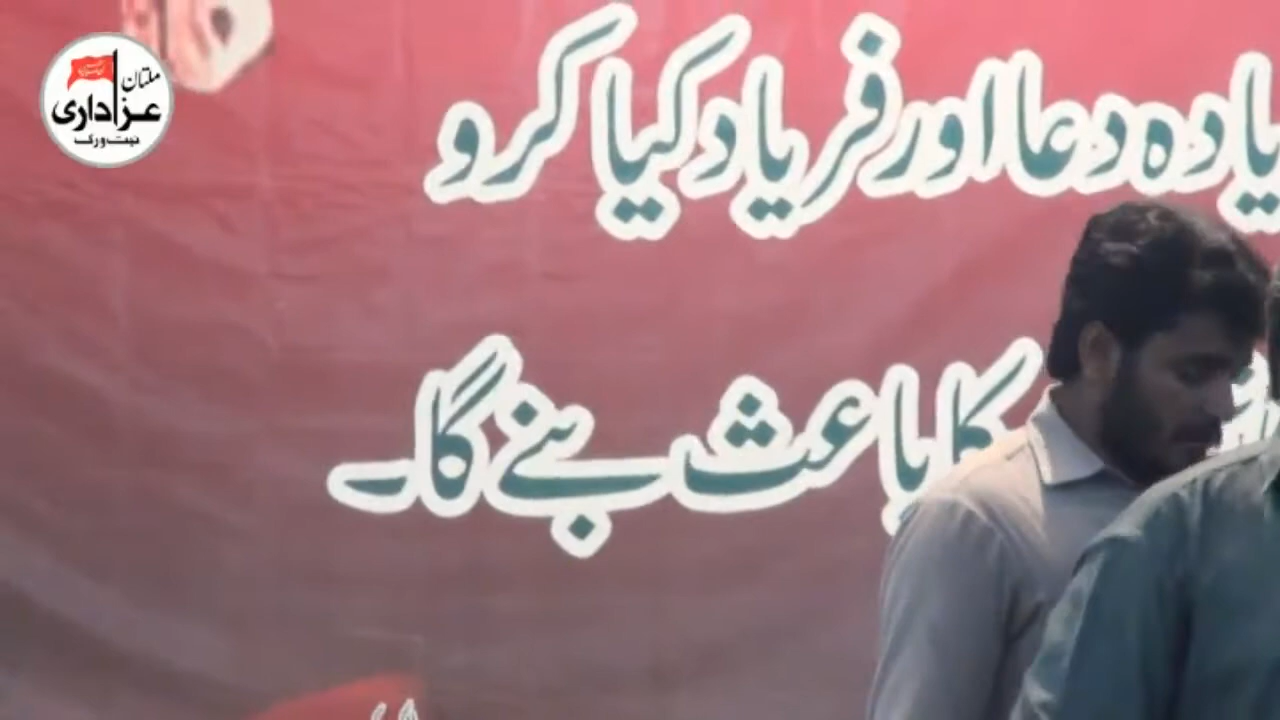 ملتان
عزاداری
نیٹ ورک
یادہ دعا اور فریاد کیا کرو
کا باعث بنے گا۔